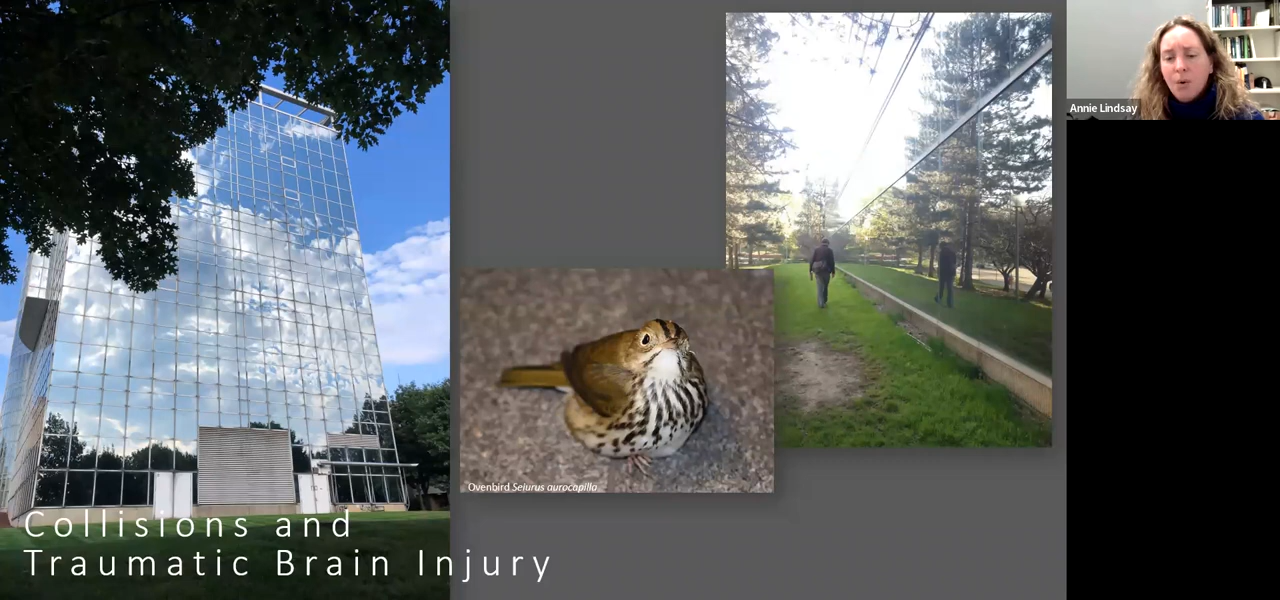 Annie Lindsay
Ovenbird Seiurus aurocapilla
Collisions and
Traumatic Brain Injury